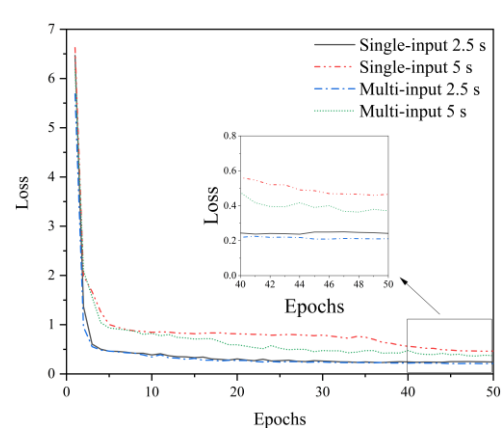 7
6
5
4
3
2
1
0
Loss
Single-input 2.5 s
Single-input 5 s
Multi-input 2.5 s
Multi-input 5 s
0.8
0.6
0.4
0.2
0.0
Loss
40 42 44 46 48 50
Epochs
0 10 20 30 40 50
Epochs